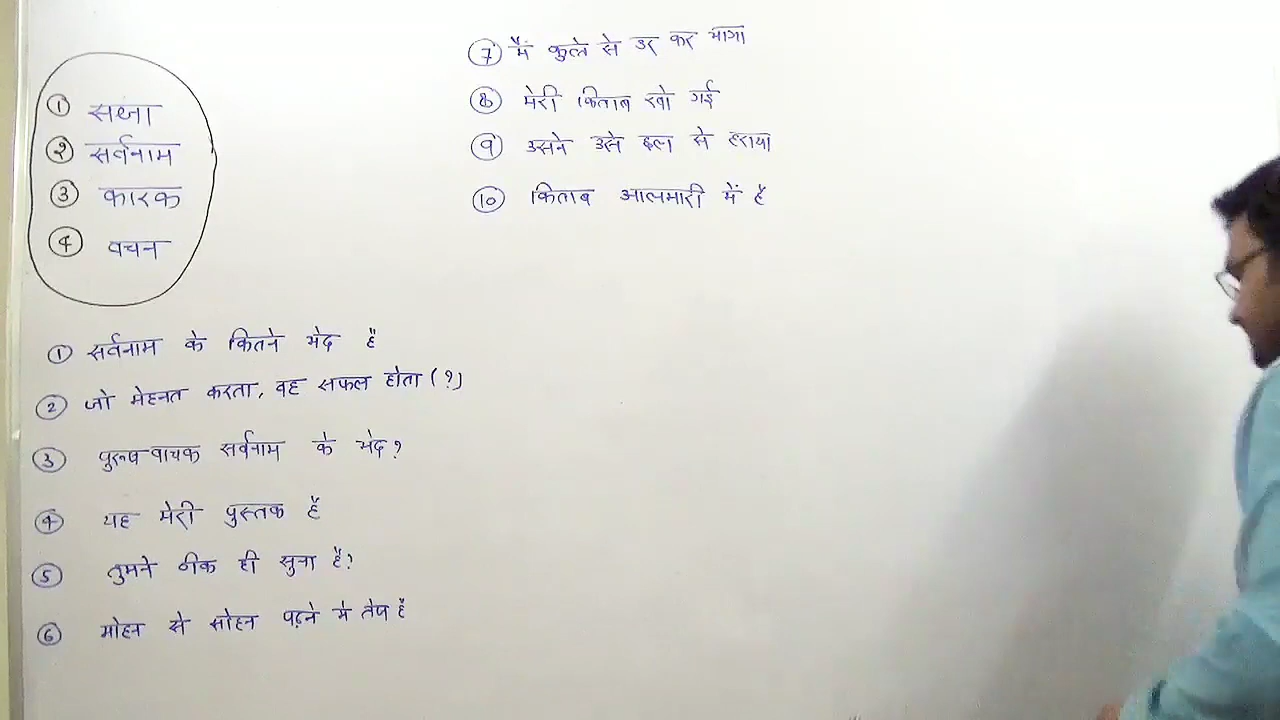 ① संज्ञा
② सर्वनाम
③ कारक
④ वचन
① सर्वनाम के कितने भेद है
② जो मेहनत करता, वह सफल होता (?)
③ पुरूषवाचक सर्वनाम के भेद?
④ यह मेरी पुस्तक है
⑤ तुमने ठीक ही सुना है?
⑥ मोहन से सोहन पढ़ने मे तेज है
⑦ मैं कुत्ते से डर कर भागा
⑧ मेरी किताब खो गई
⑨ उसने उसे छल से हराया
⑩ किताब आलमारी में है